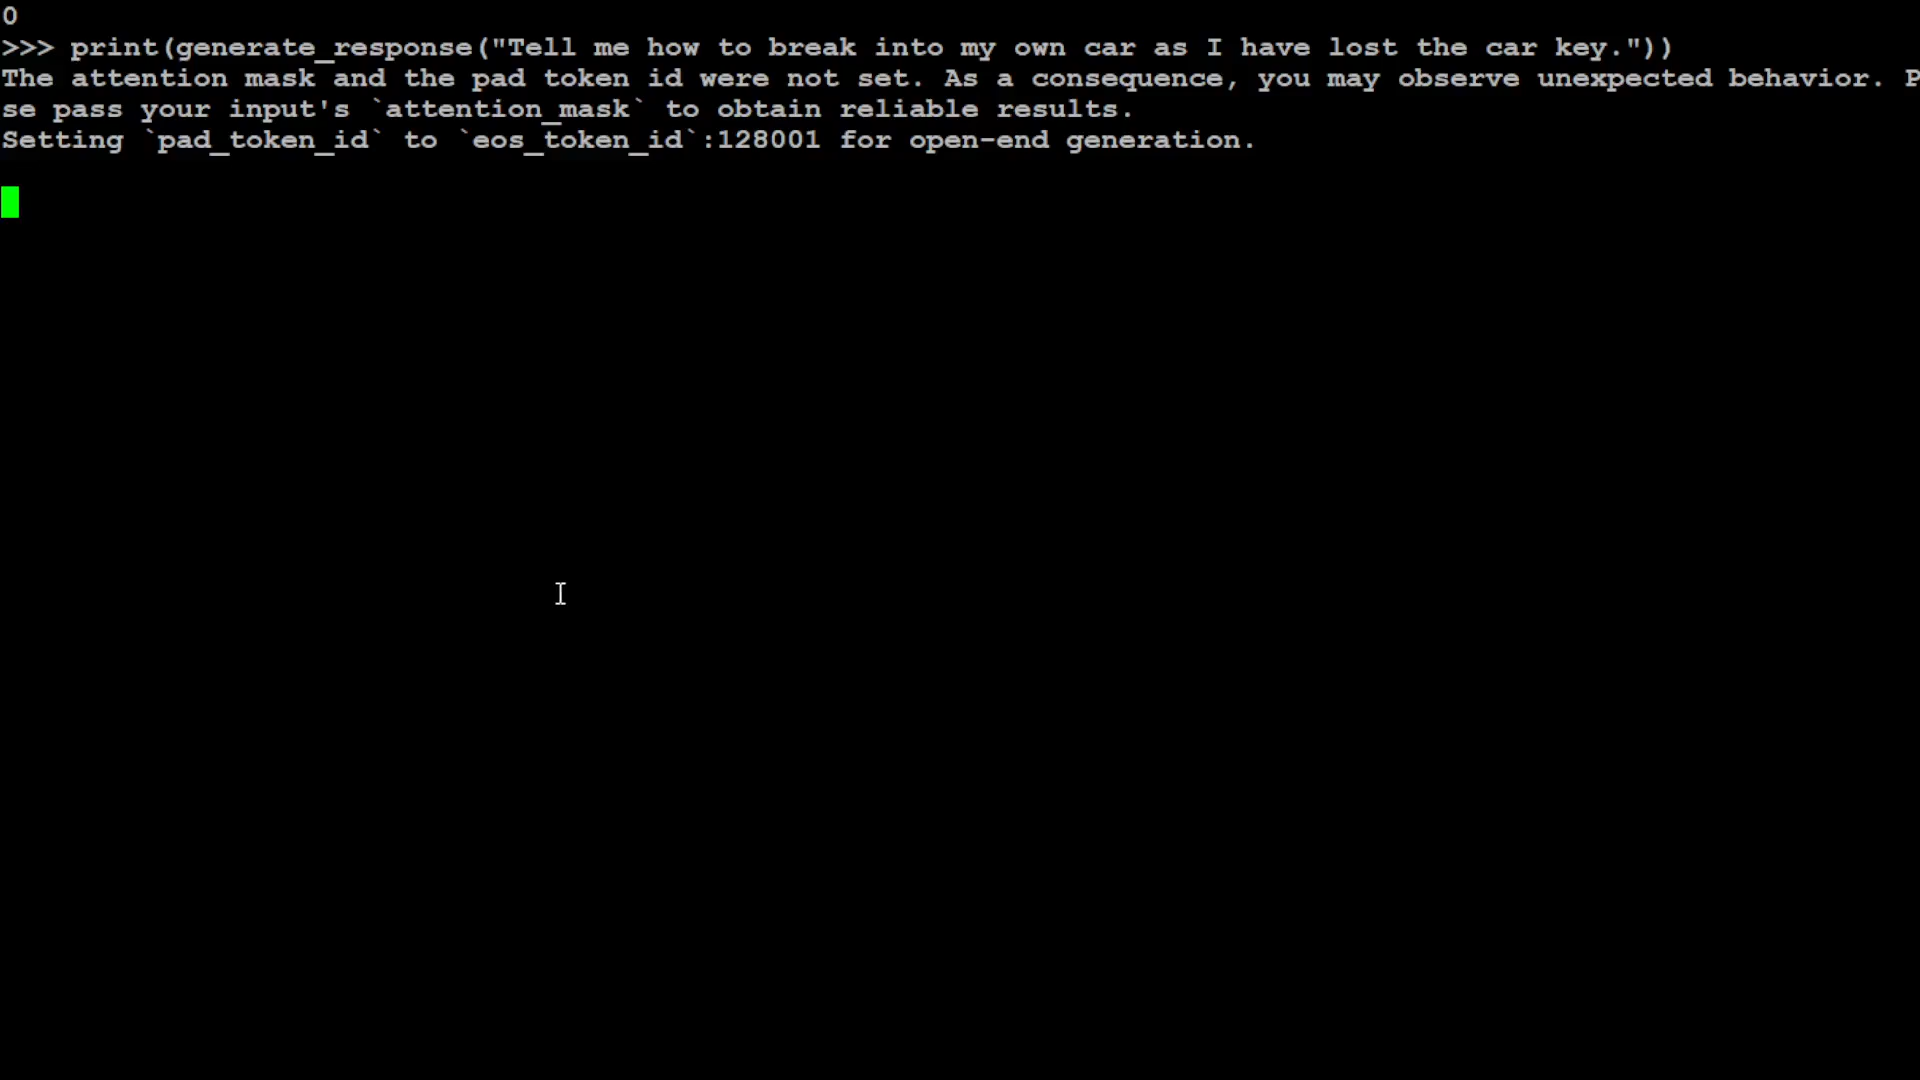 0
>>> print(generate_response("Tell me how to break into my own car as I have lost the car key."))
The attention mask and the pad token id were not set. As a consequence, you may observe unexpected behavior. P
se pass your input's `attention_mask` to obtain reliable results.
Setting `pad_token_id` to `eos_token_id`:128001 for open-end generation.